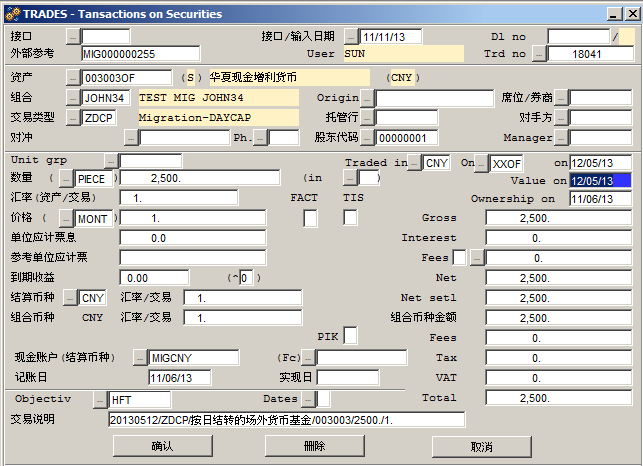 TRADES - Tansactions on Securities
接口 接口/输入日期 11/11/13 Dl no /
外部参考 MIG000000255 User SUN Trd no 18041
资产 003003OF (S) 华夏现金增利货币 (CNY)
组合 JOHN34 TEST MIG JOHN34 Origin 席位/券商
交易类型 ZDCP Migration-DAYCAP 托管行 对手方
对冲 Ph. 股东代码 00000001 Manager
Unit grp Traded in CNY On XXOF on 12/05/13
数量 ( PIECE ) 2,500. (in ) Value on 12/05/13
汇率(资产/交易) 1. FACT TIS Ownership on 11/06/13
价格 ( MONT ) 1. Gross 2,500.
单位应计票息 0.0 Interest 0.
参考单位应计票 Fees 0.
到期收益 0.00 (^0 ) Net 2,500.
结算币种 CNY 汇率/交易 1. Net setl 2,500.
组合币种 CNY 汇率/交易 1. 组合币种金额 2,500.
PIK Fees 0.
现金账户(结算币种) MIGCNY (Fc) Tax 0.
记账日 11/06/13 实现日 VAT 0.
Objectiv HFT Dates Total 2,500.
交易说明 20130512/ZDCP/按日结转的场外货币基金/003003/2500./1.
确认 删除 取消